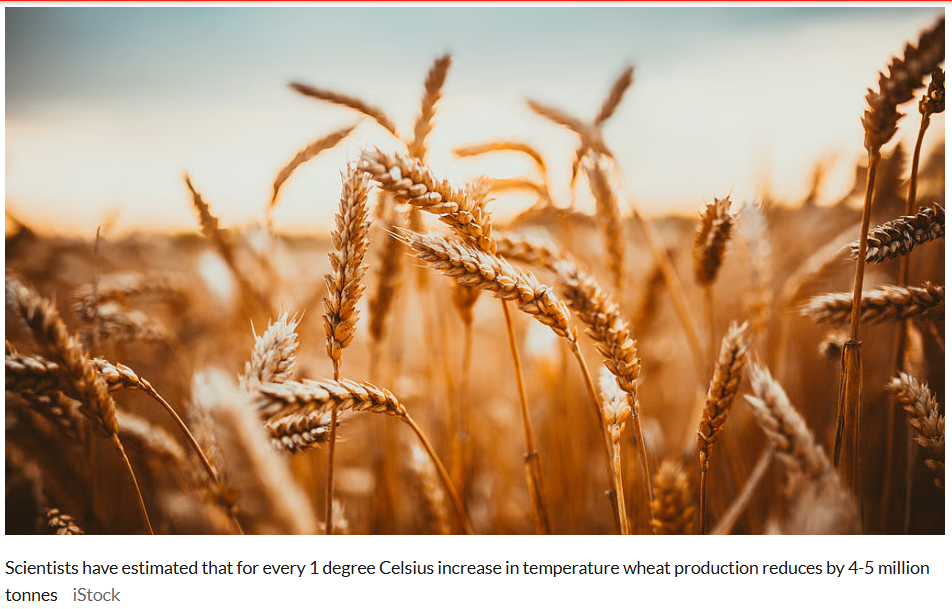 Scientists have estimated that for every 1 degree Celsius increase in temperature wheat production reduces by 4-5 million
tonnes iStock